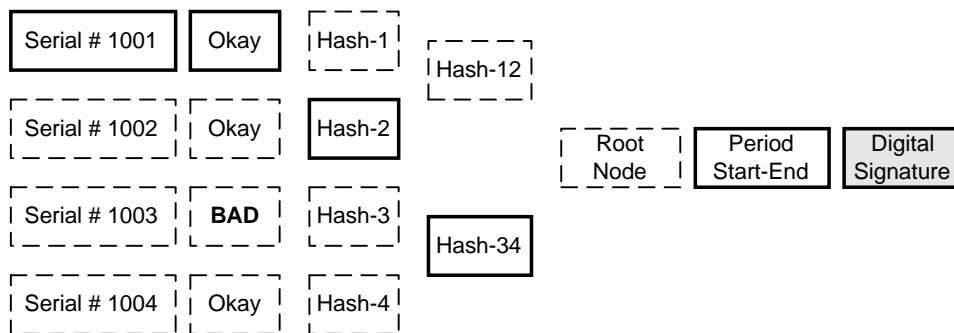 Serial # 1001 Okay Hash-1
Hash-12
Serial # 1002 Okay Hash-2
Root Node
Period Start-End
Digital Signature
Serial # 1003 BAD Hash-3
Hash-34
Serial # 1004 Okay Hash-4